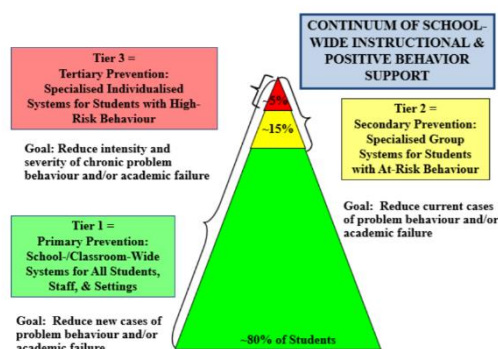 CONTINUUM OF SCHOOL-
WIDE INSTRUCTIONAL &
POSITIVE BEHAVIOR
SUPPORT
Tier 3 =
Tertiary Prevention:
Specialised Individualised
Systems for Students with High-
Risk Behaviour
Goal: Reduce intensity and
severity of chronic problem
behaviour and/or academic failure
~5%
~15%
Tier 2 =
Secondary Prevention:
Specialised Group
Systems for Students
with At-Risk Behaviour
Goal: Reduce current cases
of problem behaviour and/or
academic failure
Tier 1 =
Primary Prevention:
School-/Classroom-Wide
Systems for All Students,
Staff, & Settings
Goal: Reduce new cases of
problem behaviour and/or
academic failure
~80% of Students